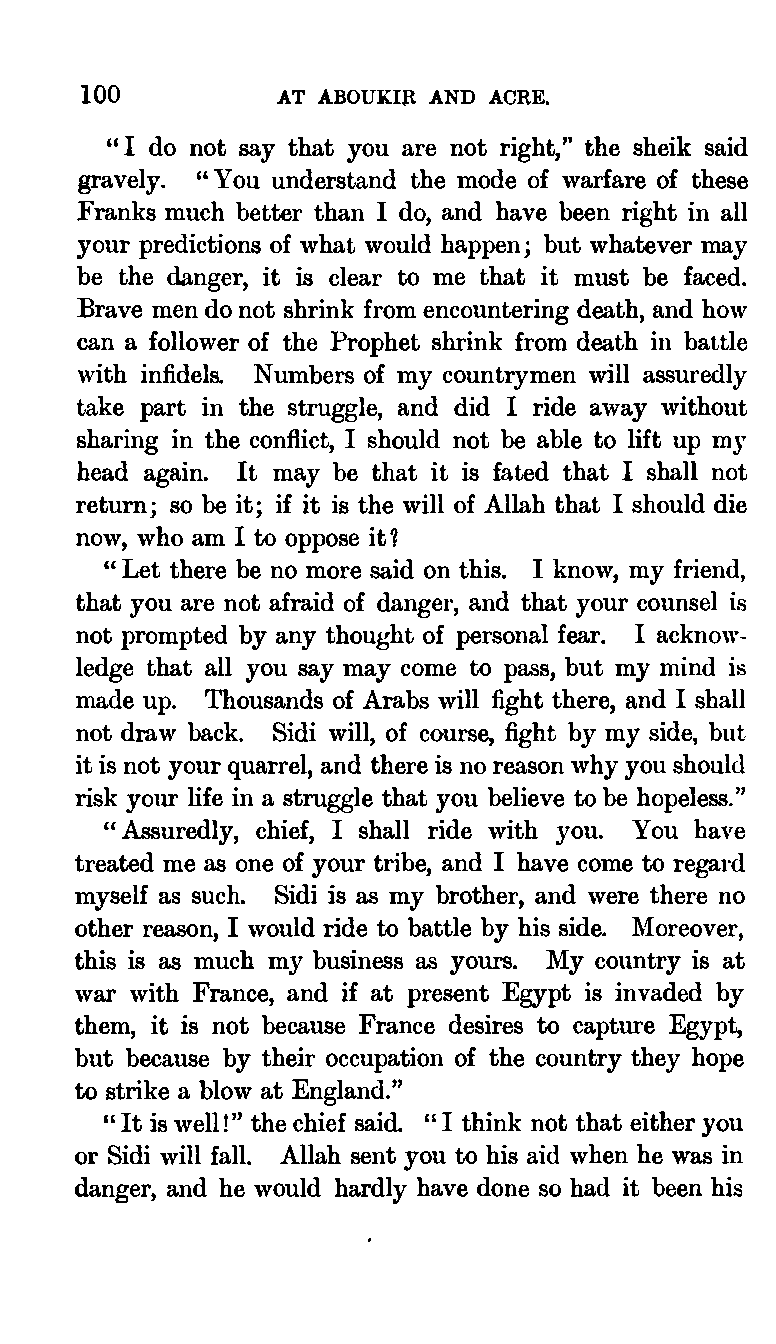 100 AT ABOUKIR AND ACRE.
"I do not say that you are not right," the sheik said
gravely. "You understand the mode of warfare of these
Franks much better than I do, and have been right in all
your predictions of what would happen; but whatever may
be the danger, it is clear to me that it must be faced.
Brave men do not shrink from encountering death, and how
can a follower of the Prophet shrink from death in battle
with infidels. Numbers of my countrymen will assuredly
take part in the struggle, and did I ride away without
sharing in the conflict, I should not be able to lift up my
head again. It may be that it is fated that I shall not
return; so be it; if it is the will of Allah that I should die
now, who am I to oppose it?
"Let there be no more said on this. I know, my friend,
that you are not afraid of danger, and that your counsel is
not prompted by any thought of personal fear. I acknow-
ledge that all you say may come to pass, but my mind is
made up. Thousands of Arabs will fight there, and I shall
not draw back. Sidi will, of course, fight by my side, but
it is not your quarrel, and there is no reason why you should
risk your life in a struggle that you believe to be hopeless."
"Assuredly, chief, I shall ride with you. You have
treated me as one of your tribe, and I have come to regard
myself as such. Sidi is as my brother, and were there no
other reason, I would ride to battle by his side. Moreover,
this is as much my business as yours. My country is at
war with France, and if at present Egypt is invaded by
them, it is not because France desires to capture Egypt,
but because by their occupation of the country they hope
to strike a blow at England."
"It is well!" the chief said. "I think not that either you
or Sidi will fall. Allah sent you to his aid when he was in
danger, and he would hardly have done so had it been his